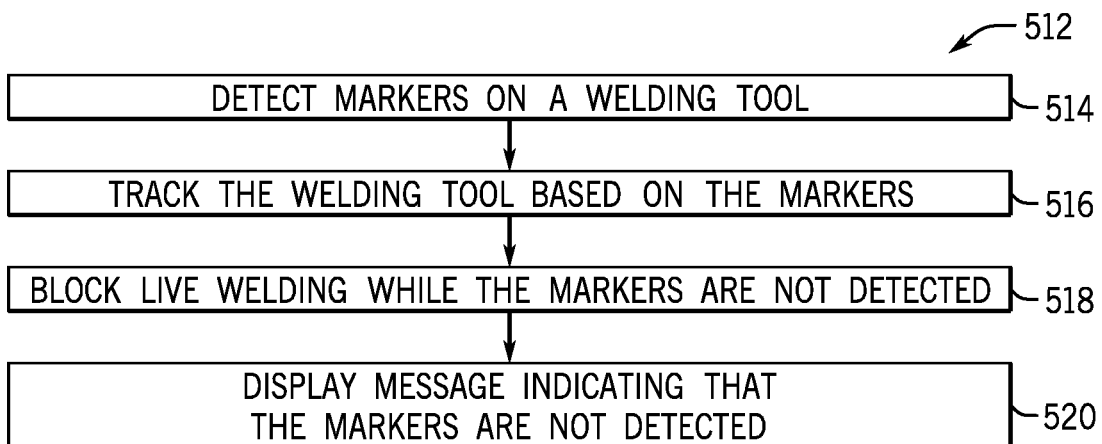 512
DETECT MARKERS ON A WELDING TOOL
514
TRACK THE WELDING TOOL BASED ON THE MARKERS
516
BLOCK LIVE WELDING WHILE THE MARKERS ARE NOT DETECTED
518
DISPLAY MESSAGE INDICATING THAT
THE MARKERS ARE NOT DETECTED
520